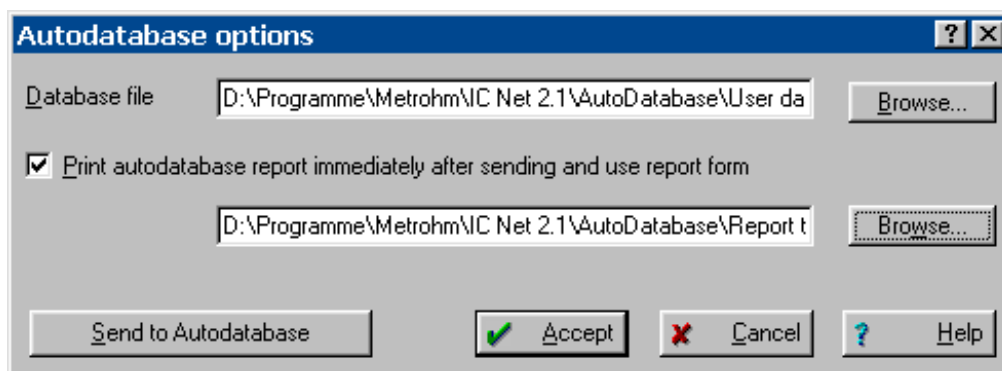 Autodatabase options
Database file D:\Programme\Metrohm\IC Net 2.1\AutoDatabase\User da Browse...
Print autodatabase report immediately after sending and use report form
D:\Programme\Metrohm\IC Net 2.1\AutoDatabase\Report t Browse...
Send to Autodatabase Accept Cancel ? Help